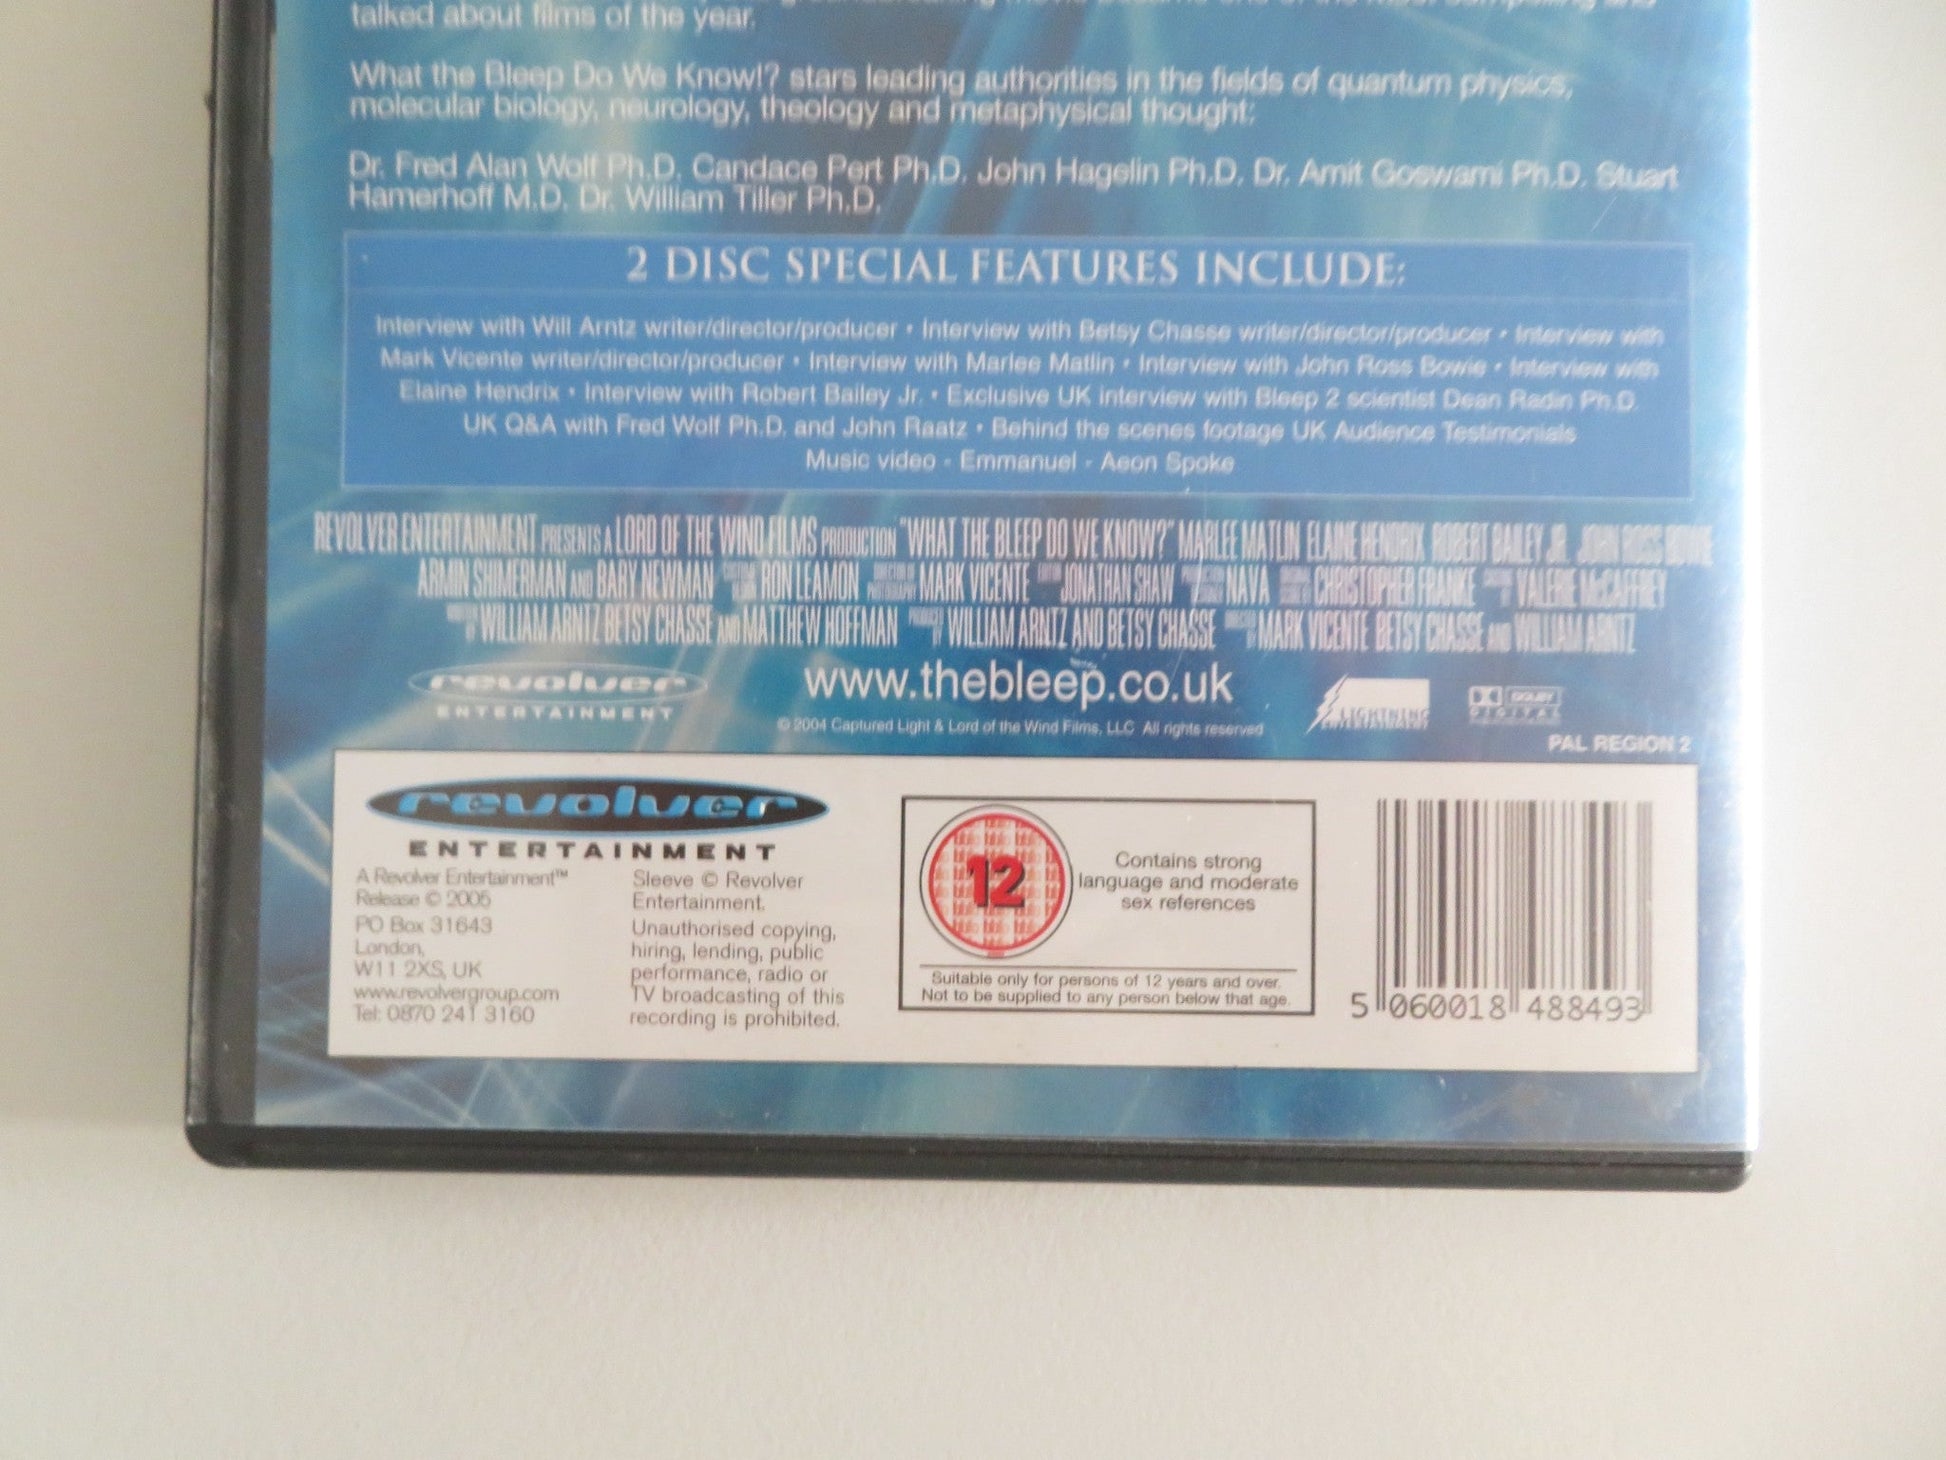 talked about films of the year.
What the Bleep Do We Know!? stars leading authorities in the fields of quantum physics,
molecular biology, neurology, theology and metaphysical thought:
Dr. Fred Alan Wolf Ph.D. Candace Pert Ph.D. John Hagelin Ph.D. Dr. Amit Goswami Ph.D. Stuart
Hamerhoff M.D. Dr. William Tiller Ph.D.
2 DISC SPECIAL FEATURES INCLUDE:
Interview with Will Arntz writer/director/producer • Interview with Betsy Chasse writer/director/producer • Interview with
Mark Vicente writer/director/producer • Interview with Marlee Matlin • Interview with John Ross Bowie • Interview with
Elaine Hendrix • Interview with Robert Bailey Jr. • Exclusive UK interview with Bleep 2 scientist Dean Radin Ph.D.
UK Q&A with Fred Wolf Ph.D. and John Raatz • Behind the scenes footage UK Audience Testimonials
Music video - Emmanuel - Aeon Spoke
REVOLVER ENTERTAINMENT PRESENTS A LORD OF THE WIND FILMS PRODUCTION "WHAT THE BLEEP DO WE KNOW!?" MARLEE MATLIN ELAINE HENDRIX ROBERT BAILEY JR. JOHN ROSS BOWIE
ARMIN SHIMERMAN AND BARY NEWMAN RON LEAMON DIRECTOR OF PHOTOGRAPHY MARK VICENTE JONATHAN SHAW NAVA CHRISTOPHER FRANKE VALERIE McCAFFREY
WILLIAM ARNTZ BETSY CHASSE AND MATTHEW HOFFMAN PRODUCED BY WILLIAM ARNTZ AND BETSY CHASSE DIRECTED BY MARK VICENTE BETSY CHASSE AND WILLIAM ARNTZ
revolver
ENTERTAINMENT
www.thebleep.co.uk
© 2004 Captured Light & Lord of the Wind Films, LLC All rights reserved
LIGHTNING
DOLBY
DIGITAL
PAL REGION 2
revolver
ENTERTAINMENT
A Revolver Entertainment™
Release © 2005
PO Box 31643
London,
W11 2XS, UK
www.revolvergroup.com
Tel: 0870 241 3160
Sleeve © Revolver
Entertainment.
Unauthorised copying,
hiring, lending, public
performance, radio or
TV broadcasting of this
recording is prohibited.
12
Contains strong
language and moderate
sex references
Suitable only for persons of 12 years and over.
Not to be supplied to any person below that age.
5 060018 488493